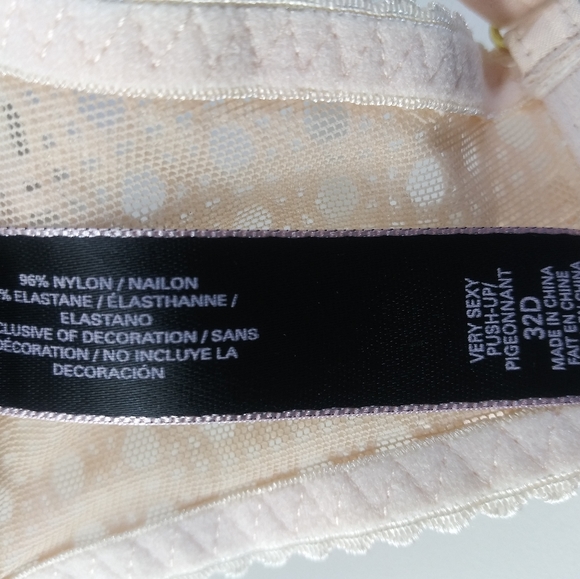 96% NYLON / NAILON
% ELASTANE / ÉLASTHANNE /
ELASTANO
CLUSIVE OF DECORATION / SANS
DÉCORATION / NO INCLUYE LA
DECORACIÓN
VERY SEXY
PUSH-UP/
PIGEONNANT
32D
MADE IN CHINA
FAIT EN CHINE